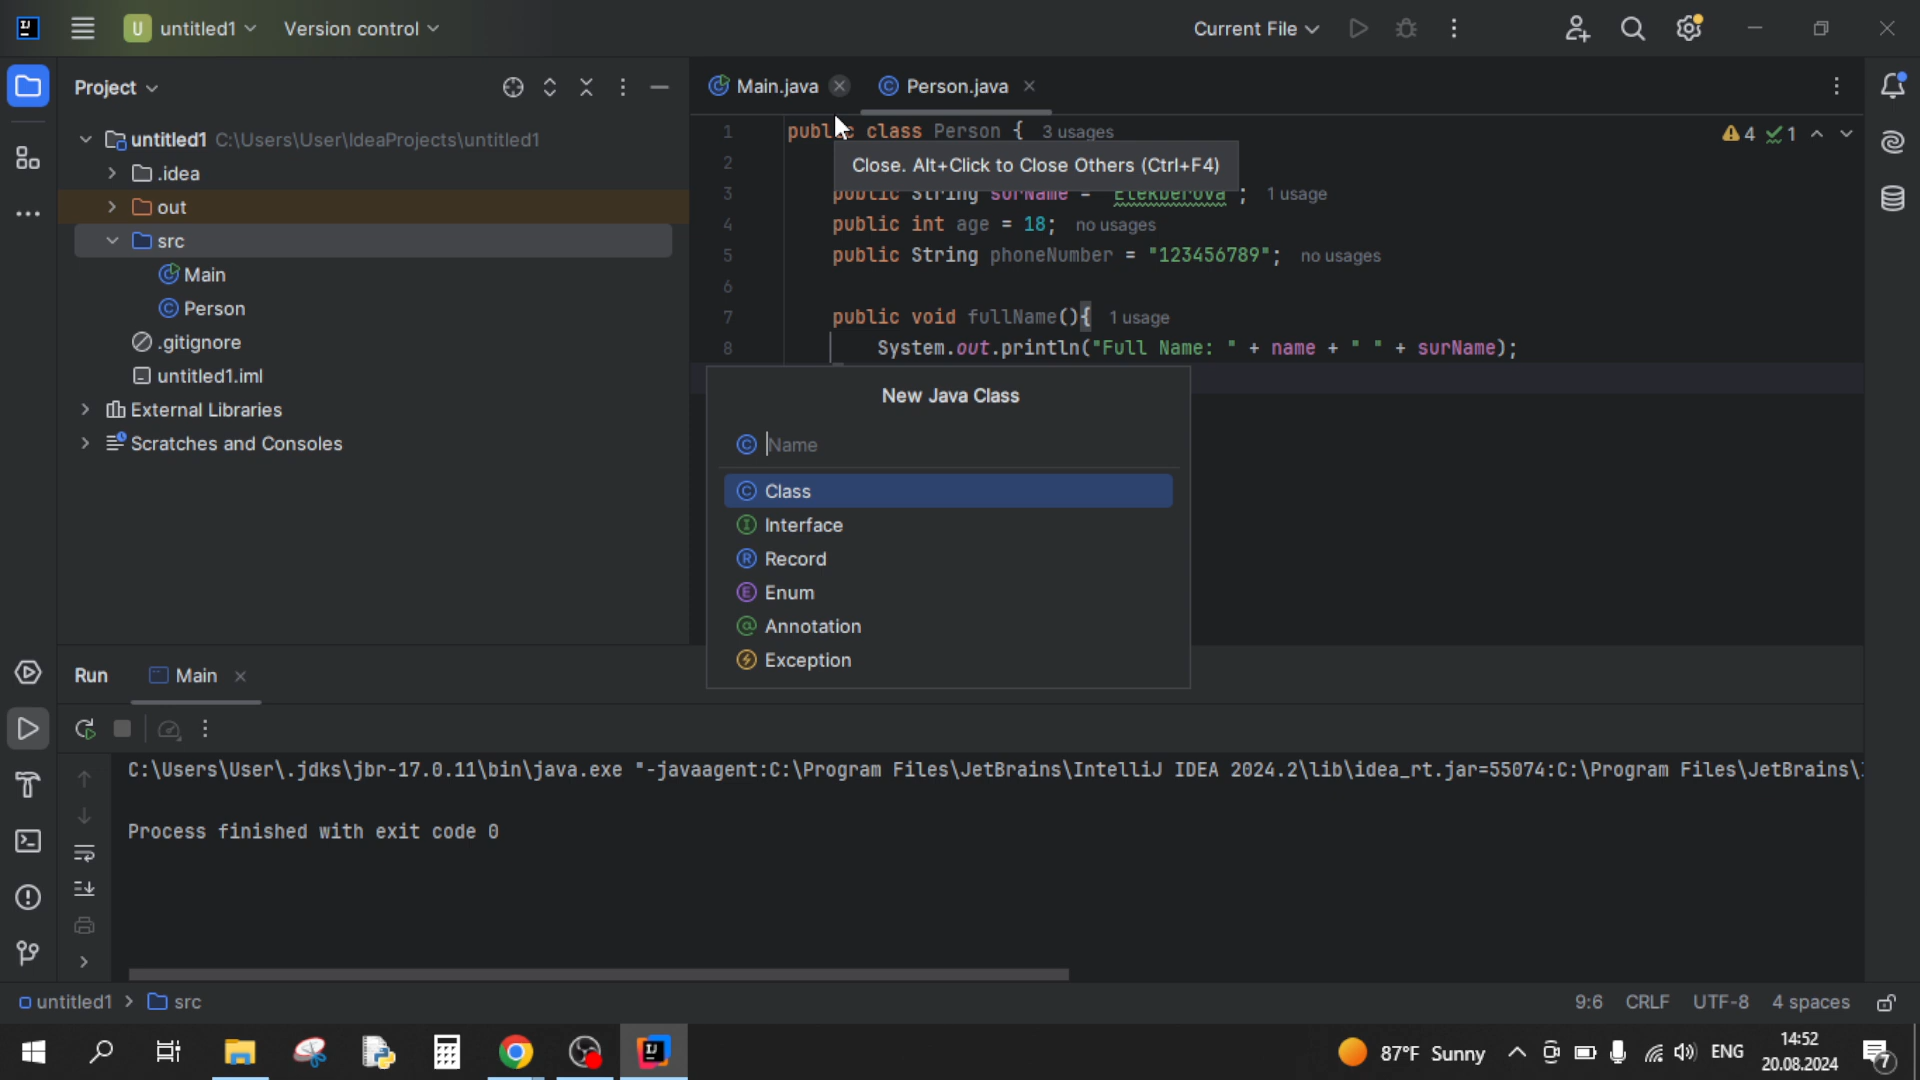 U untitled1 Version control Current File
Project
Main.java Person.java
untitled1 C:\Users\User\IdeaProjects\untitled1
.idea
out
src
Main
Person
.gitignore
untitled1.iml
External Libraries
Scratches and Consoles
1 public class Person { 3 usages 4 1
2
Close. Alt+Click to Close Others (Ctrl+F4)
3 public String surName = "Elekberova"; 1 usage
4 public int age = 18; no usages
5 public String phoneNumber = "123456789"; no usages
6
7 public void fullName(){ 1 usage
8 System.out.println("Full Name: " + name + " " + surName);
New Java Class
Name
Class
Interface
Record
Enum
Annotation
Exception
Run Main
C:\Users\User\.jdks\jbr-17.0.11\bin\java.exe "-javaagent:C:\Program Files\JetBrains\IntelliJ IDEA 2024.2\lib\idea_rt.jar=55074:C:\Program Files\JetBrains\
Process finished with exit code 0
untitled1 > src 9:6 CRLF UTF-8 4 spaces
87°F Sunny ENG 14:52
20.08.2024 7